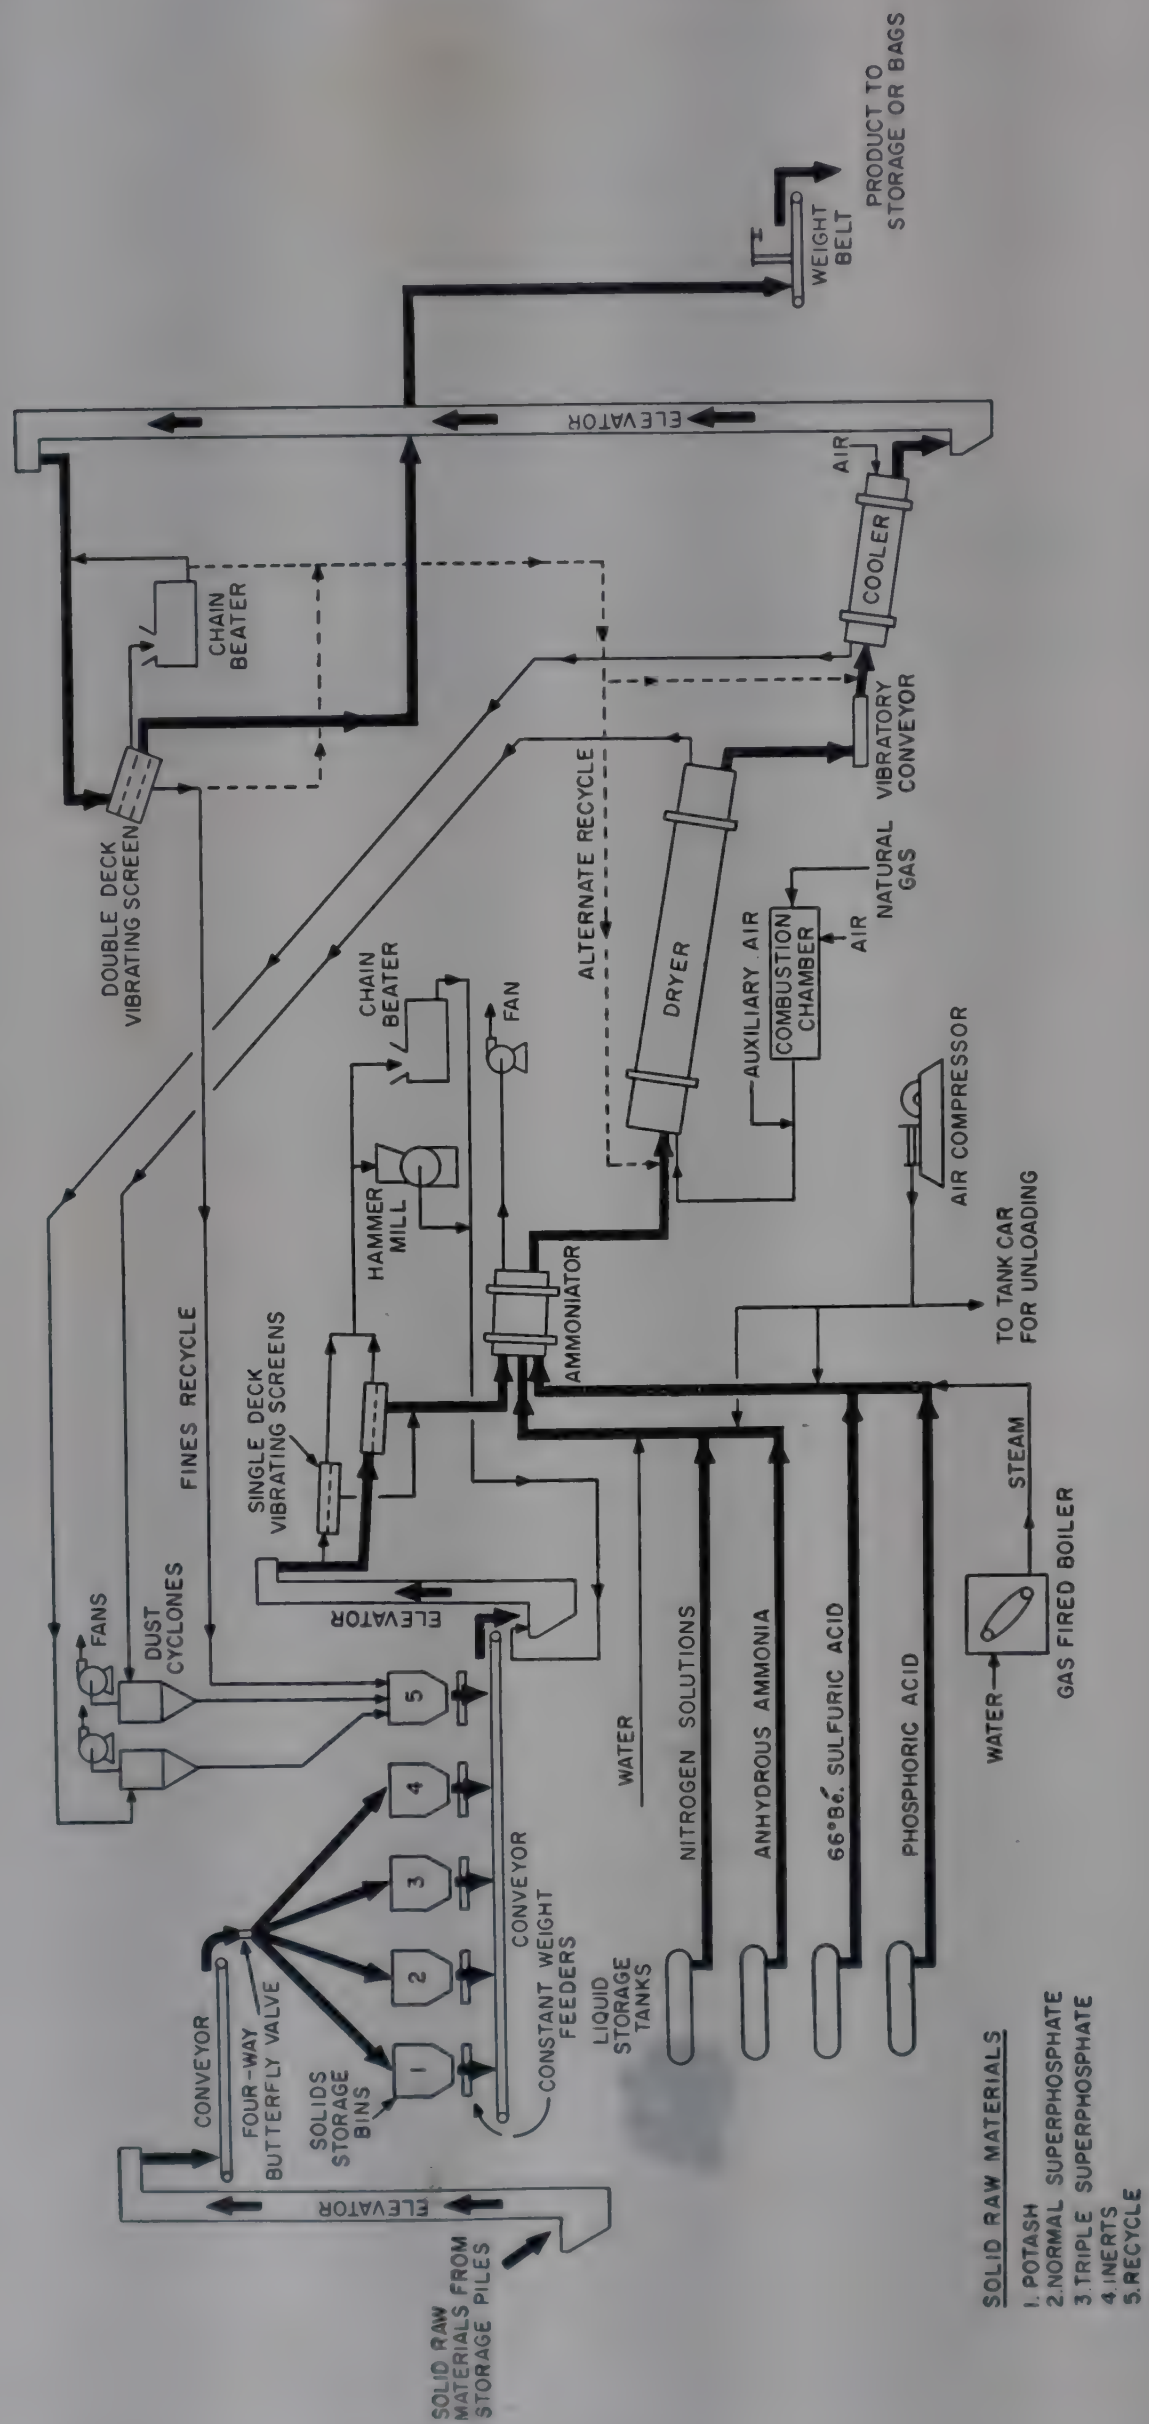 SOLID RAW
MATERIALS FROM
STORAGE PILES
ELEVATOR
CONVEYOR
FOUR-WAY
BUTTERFLY VALVE
SOLIDS
STORAGE
BINS
1
2
3
4
5
CONVEYOR
CONSTANT WEIGHT
FEEDERS
FANS
DUST
CYCLONES
FINES RECYCLE
ELEVATOR
SINGLE DECK
VIBRATING SCREENS
HAMMER
MILL
CHAIN
BEATER
FAN
AMMONIATOR
DOUBLE DECK
VIBRATING SCREEN
CHAIN
BEATER
ALTERNATE RECYCLE
DRYER
AUXILIARY AIR
COMBUSTION
CHAMBER
AIR
NATURAL
GAS
VIBRATORY
CONVEYOR
COOLER
AIR
ELEVATOR
WEIGHT
BELT
PRODUCT TO
STORAGE OR BAGS
LIQUID
STORAGE
TANKS
WATER
NITROGEN SOLUTIONS
ANHYDROUS AMMONIA
66°Bé. SULFURIC ACID
PHOSPHORIC ACID
WATER
GAS FIRED BOILER
STEAM
TO TANK CAR
FOR UNLOADING
AIR COMPRESSOR
SOLID RAW MATERIALS
1. POTASH
2. NORMAL SUPERPHOSPHATE
3. TRIPLE SUPERPHOSPHATE
4. INERTS
5. RECYCLE